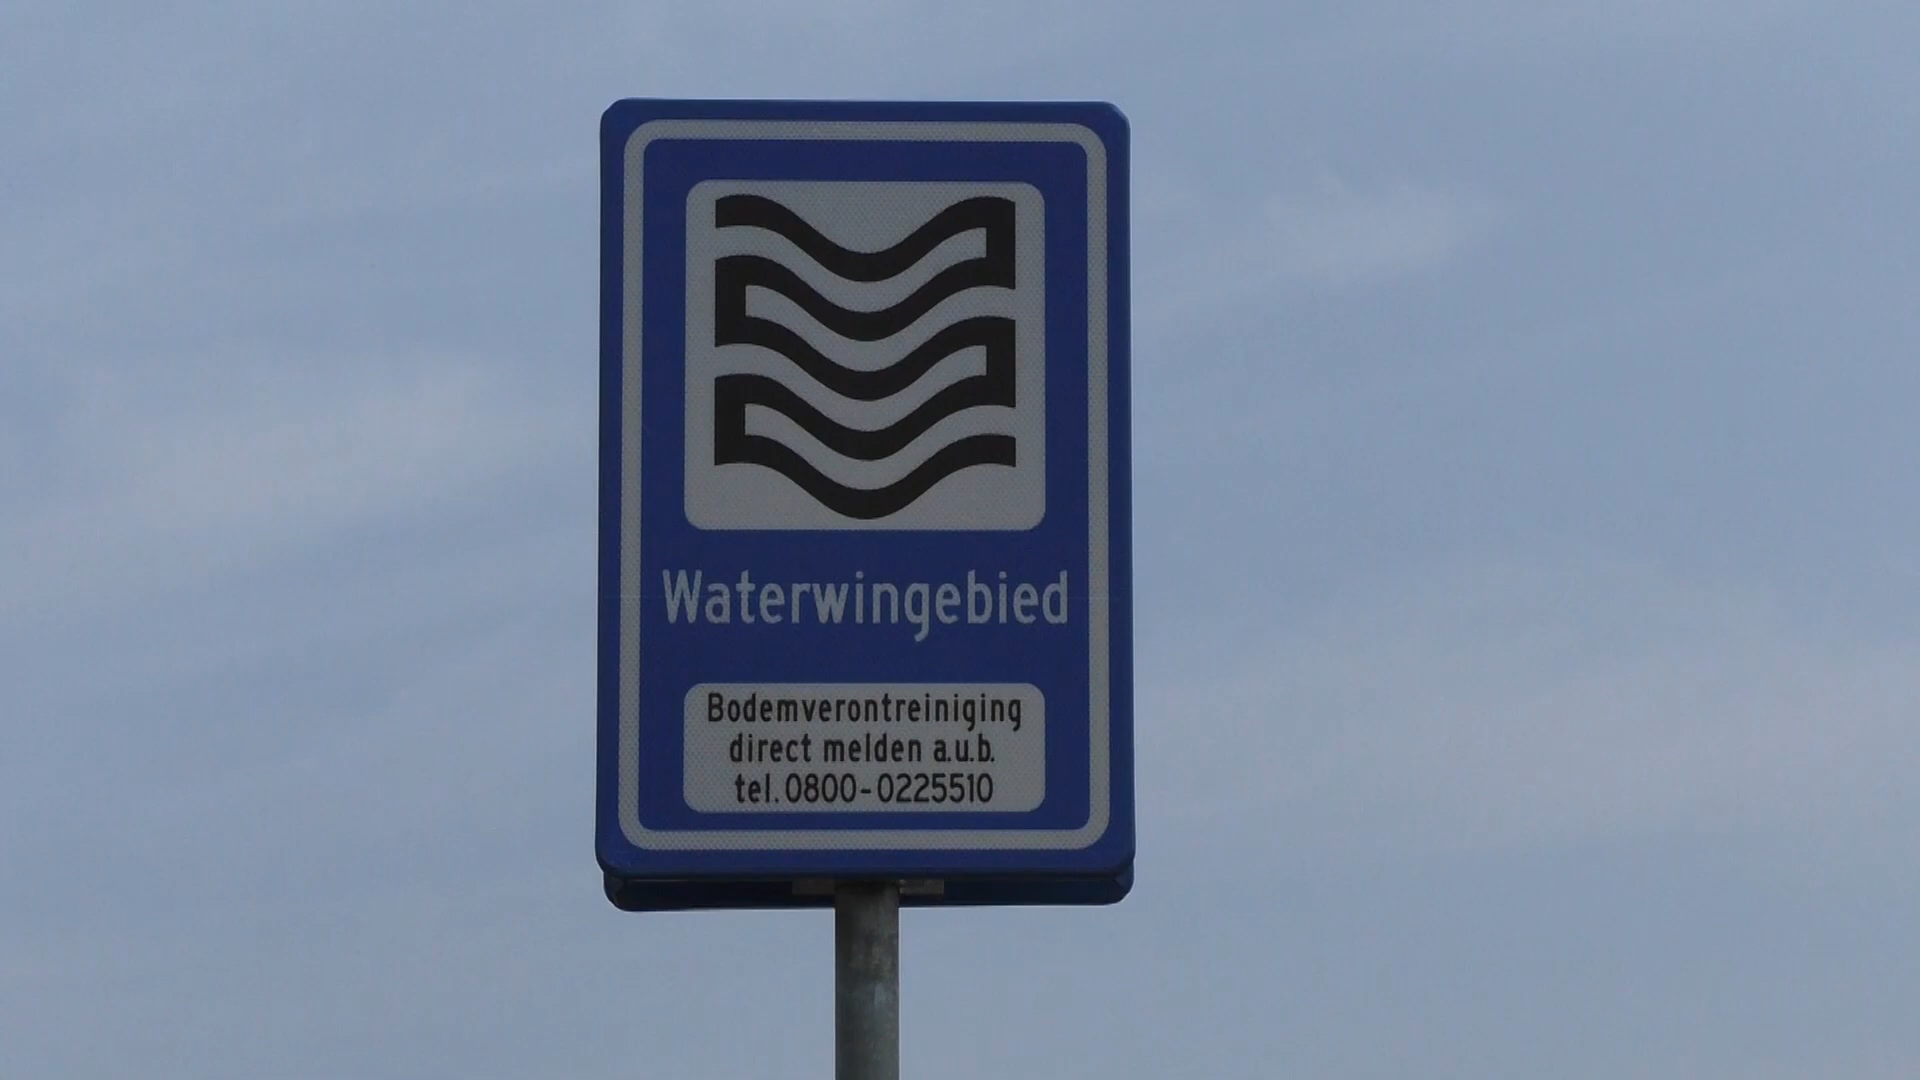 Waterwingebied
Bodemverontreiniging
direct melden a.u.b.
tel. 0800-0225510